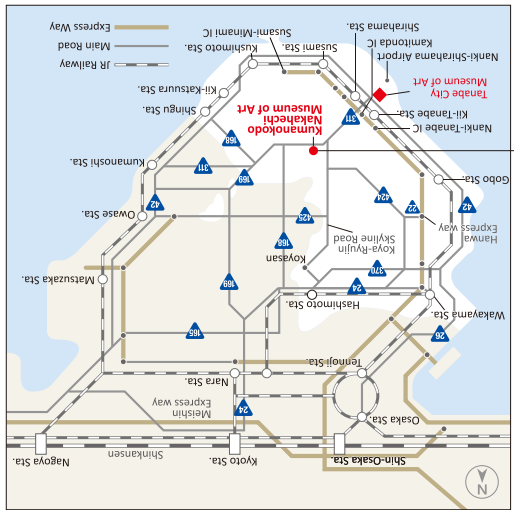 N
Shin-Osaka Sta.
Kyoto Sta.
Shinkansen
Nagoya Sta.
Osaka Sta.
24
Meishin
Express way
Tennoji Sta.
Nara Sta.
26
165
Wakayama Sta.
Hashimoto Sta.
24
169
Matsuzaka Sta.
370
Koyasan
Hanwa
Express way
Koya-Ryujin
Skyline Road
168
22
425
Owase Sta.
42
424
42
Gobo Sta.
169
311
Kumanoshi Sta.
Nanki-Tanabe IC
Kii-Tanabe Sta.
311
Kumanokodo
Nakahechi
Museum of Art
168
Shingu Sta.
Tanabe City
Museum of Art
Kii-Katsura Sta.
Nanki-Shirahama Airport
Kamitonda IC
Shirahama Sta.
Susami Sta.
Kushimoto Sta.
Susami-Minami IC
JR Railway
Main Road
Express Way